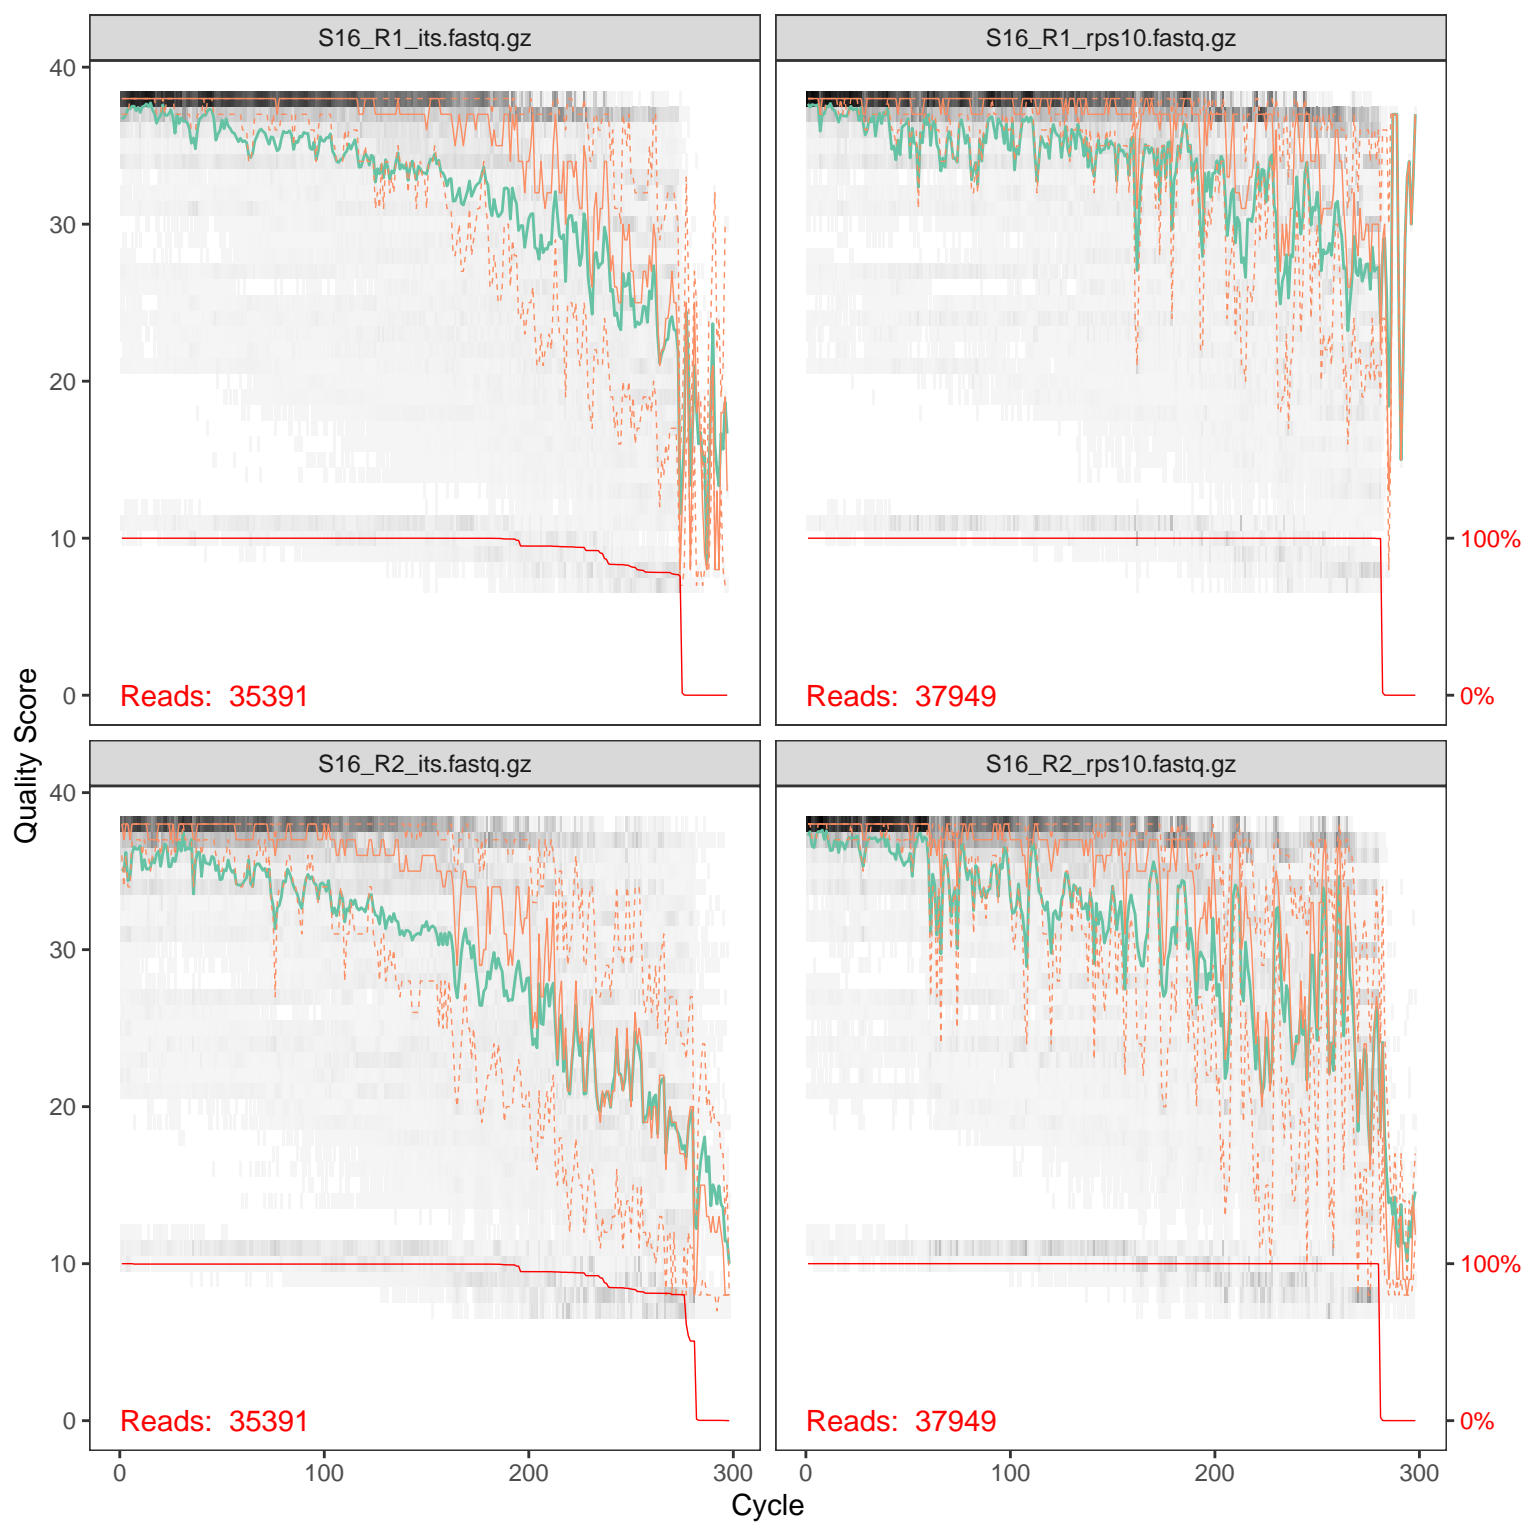 S16_R1_its.fastq.gz
S16_R1_rps10.fastq.gz
40
30
20
10
0
100%
0%
Reads: 35391
Reads: 37949
Quality Score
S16_R2_its.fastq.gz
S16_R2_rps10.fastq.gz
40
30
20
10
0
100%
0%
Reads: 35391
Reads: 37949
0
100
200
300
0
100
200
300
Cycle